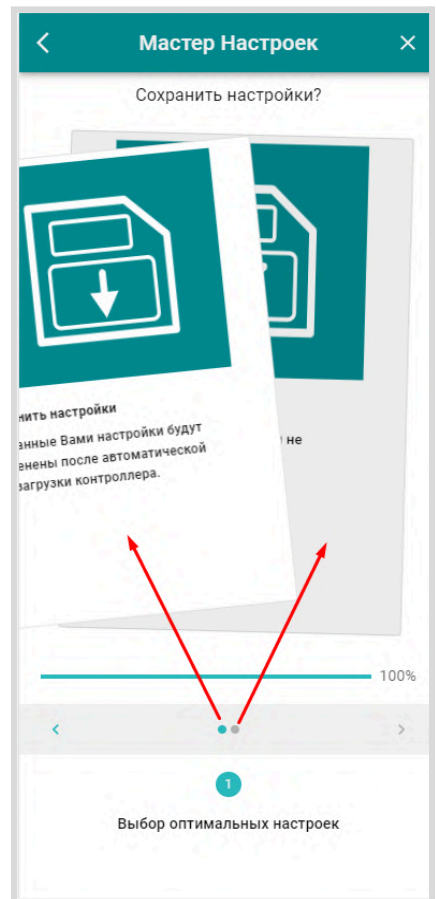 Мастер Настроек
Сохранить настройки?
нить настройки
анные Вами настройки будут
енены после автоматической
загрузки контроллера.
не
100%
1
Выбор оптимальных настроек